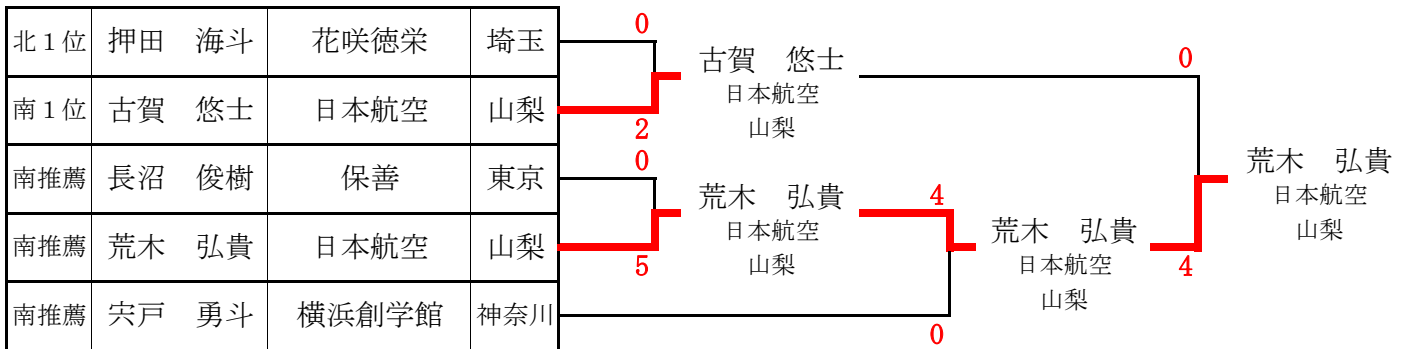 北1位 押田　海斗 花咲徳栄 埼玉
南1位 古賀　悠士 日本航空 山梨
南推薦 長沼　俊樹 保善 東京
南推薦 荒木　弘貴 日本航空 山梨
南推薦 宍戸　勇斗 横浜創学館 神奈川
0
2
0
5
古賀　悠士
日本航空
山梨
荒木　弘貴
日本航空
山梨
4
0
荒木　弘貴
日本航空
山梨
0
4
荒木　弘貴
日本航空
山梨